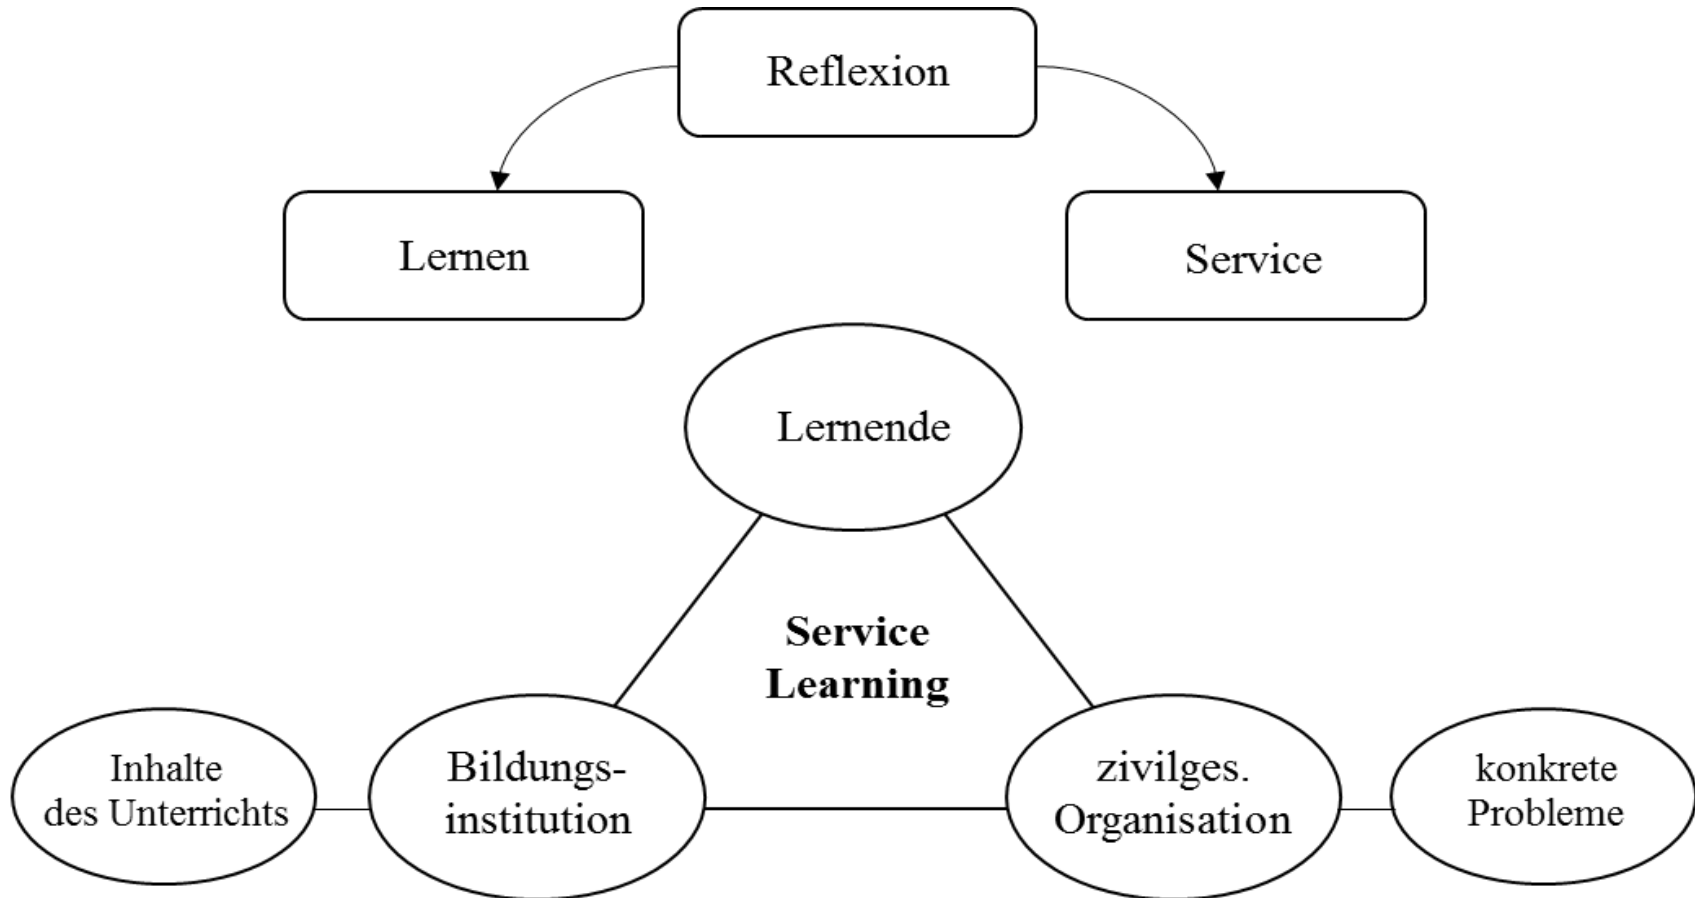 Reflexion
Lernen
Service
Lernende
Service
Learning
Inhalte
des Unterrichts
Bildungs-
institution
zivilges.
Organisation
konkrete
Probleme